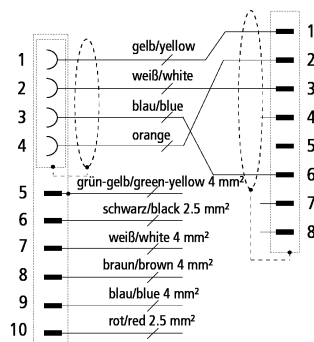 gelb/yellow
weiß/white
blau/blue
orange
grün-gelb/green-yellow 4 mm²
schwarz/black 2.5 mm²
weiß/white 4 mm²
braun/brown 4 mm²
blau/blue 4 mm²
rot/red 2.5 mm²
1
2
3
4
5
6
7
8
9
10
1
2
3
4
5
6
7
8